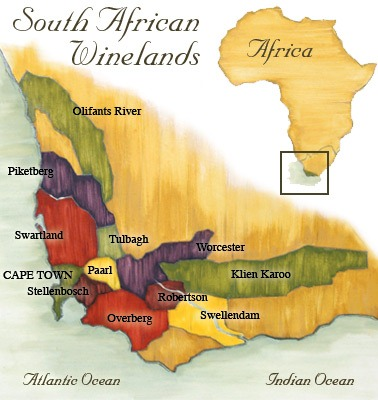 South African
Winelands
Africa
Olifants River
Piketberg
Swartland
Tulbagh
Worcester
CAPE TOWN
Paarl
Klien Karoo
Stellenbosch
Robertson
Overberg
Swellendam
Atlantic Ocean
Indian Ocean